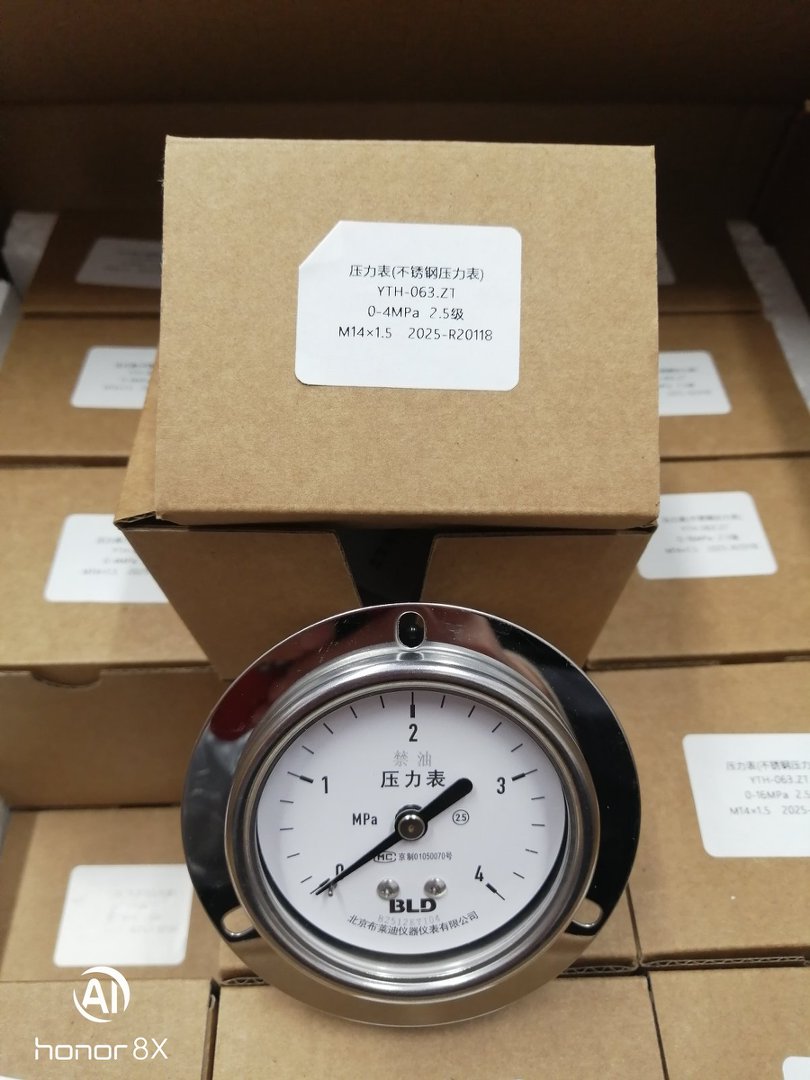 压力表(不锈钢压力表)
YTH-063.ZT
0-4MPa 2.5级
M14×1.5 2025-R20118
压力表(不锈钢压力表)
YTH-063.ZT
0-16MPa 2.5
M14×1.5 2025-
2
禁油
压力表
1
3
MPa
2.5
0
4
MC 京制01050070号
BLD
北京布莱迪仪器仪表有限公司
AI
honor 8X